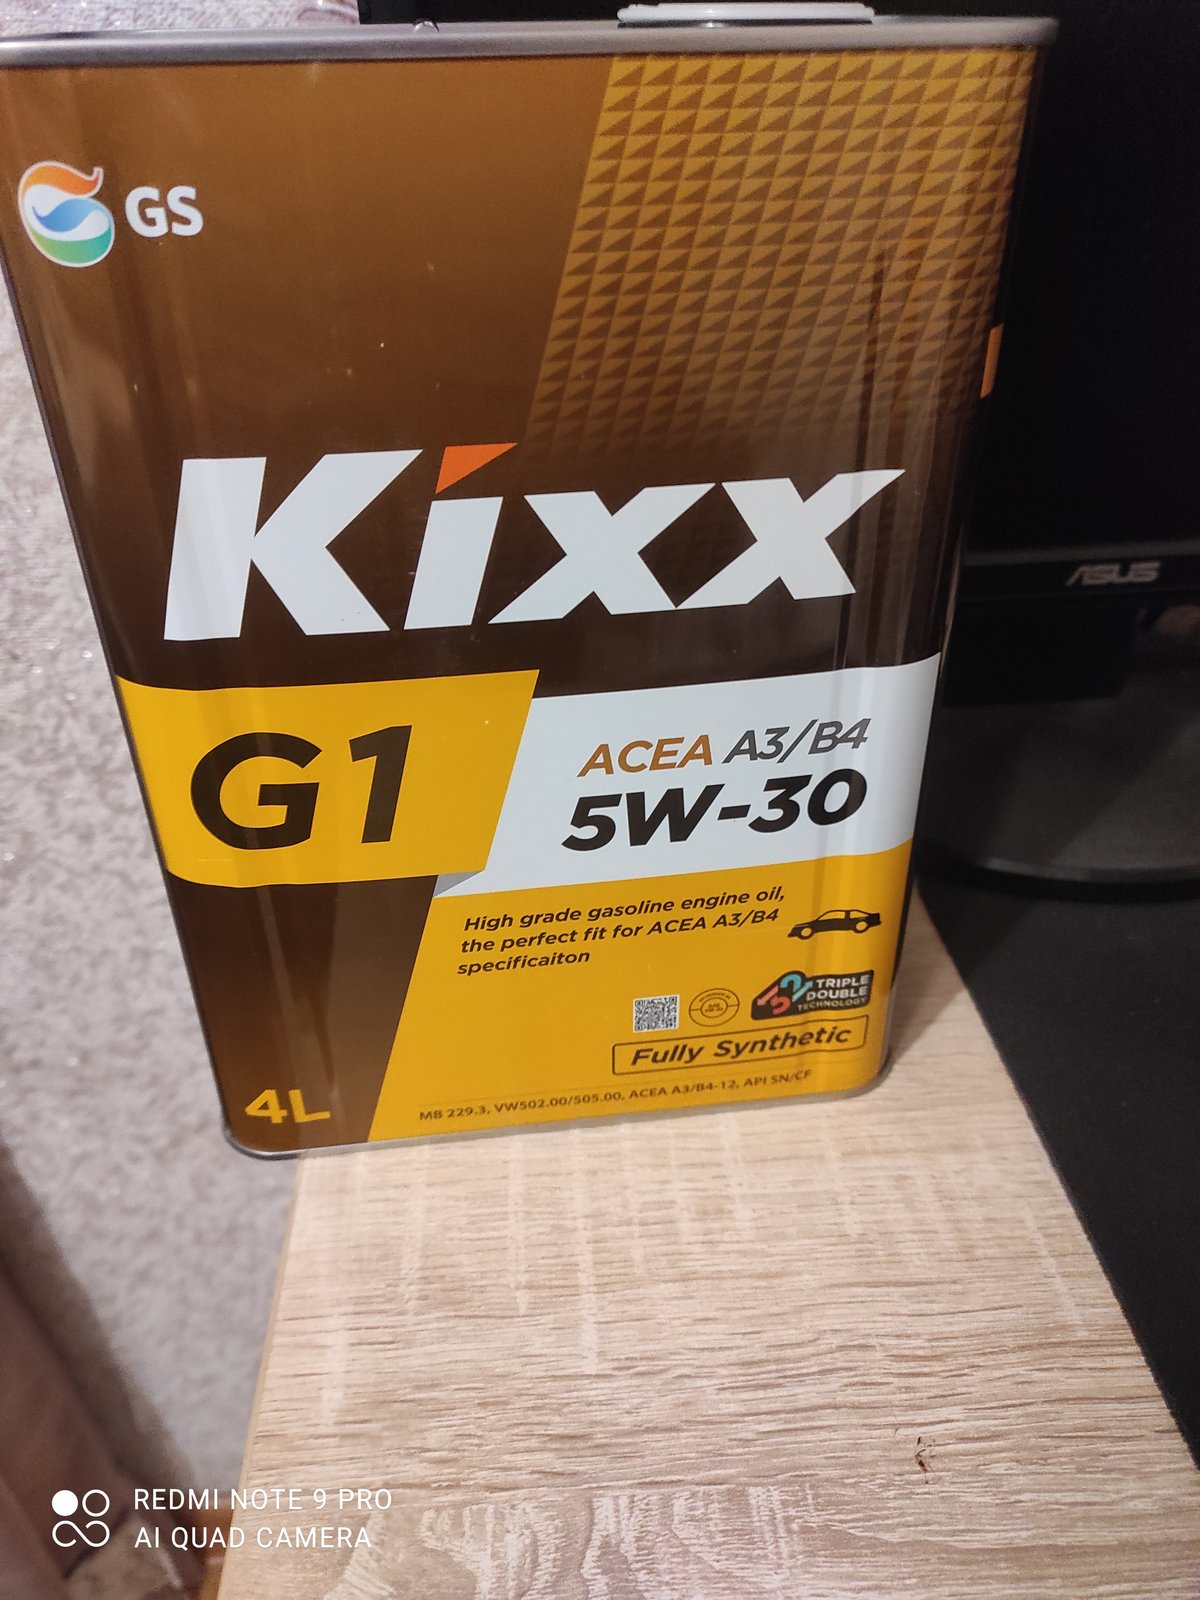 GS
Kixx
ASUS
G1
ACEA A3/B4
5W-30
High grade gasoline engine oil,
the perfect fit for ACEA A3/B4
specificaiton
TRIPLE
DOUBLE
TECHNOLOGY
Fully Synthetic
4L
MB 229.3, VW502.00/505.00, ACEA A3/B4-12, API SN/CF
REDMI NOTE 9 PRO
AI QUAD CAMERA